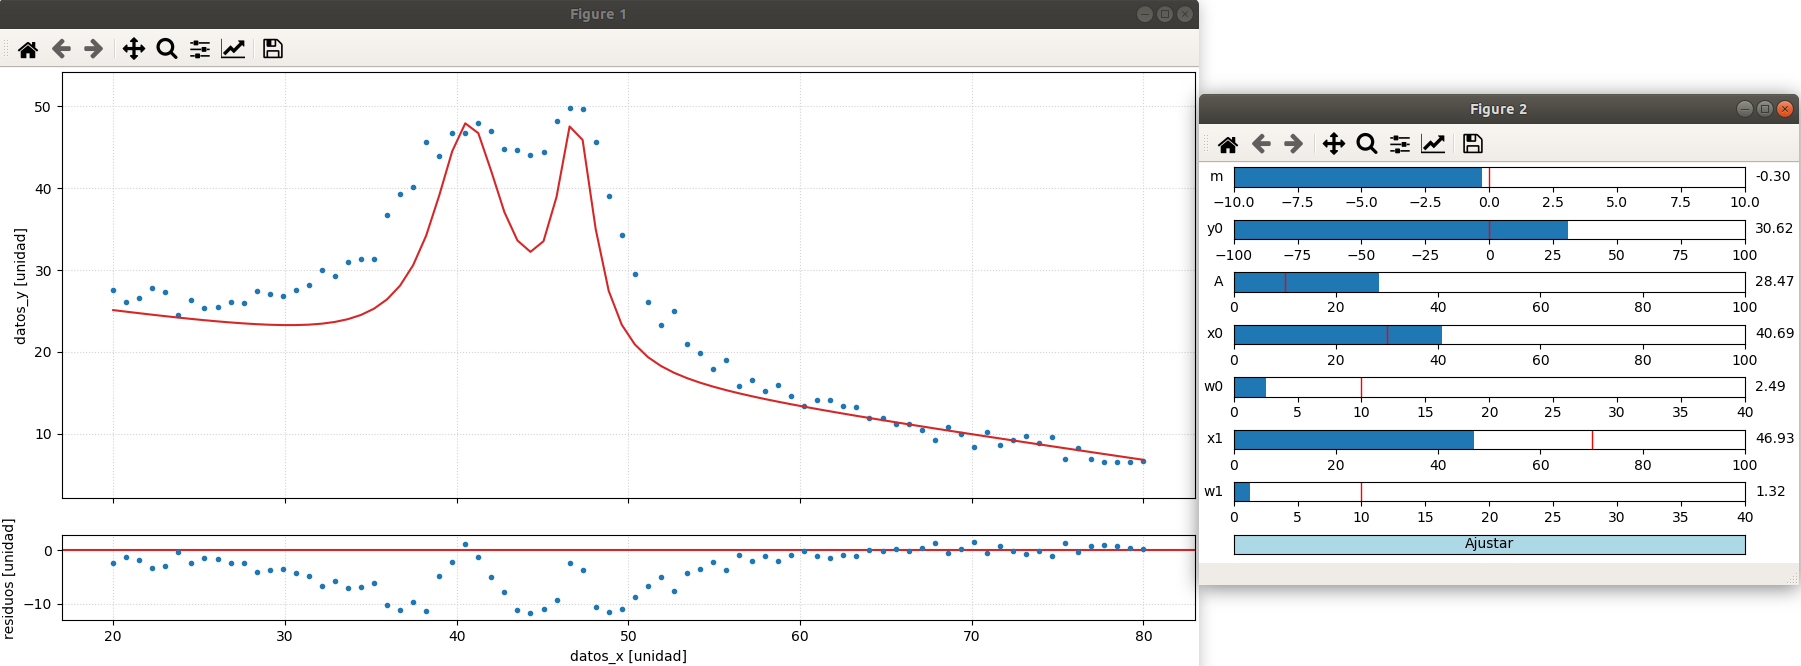 Figure 1
50
40
30
20
10
datos_y [unidad]
0
−10
residuos [unidad]
20 30 40 50 60 70 80
datos_x [unidad]
Figure 2
m -0.30
−10.0 −7.5 −5.0 −2.5 0.0 2.5 5.0 7.5 10.0
y0 30.62
−100 −75 −50 −25 0 25 50 75 100
A 28.47
0 20 40 60 80 100
x0 40.69
0 20 40 60 80 100
w0 2.49
0 5 10 15 20 25 30 35 40
x1 46.93
0 20 40 60 80 100
w1 1.32
0 5 10 15 20 25 30 35 40
Ajustar